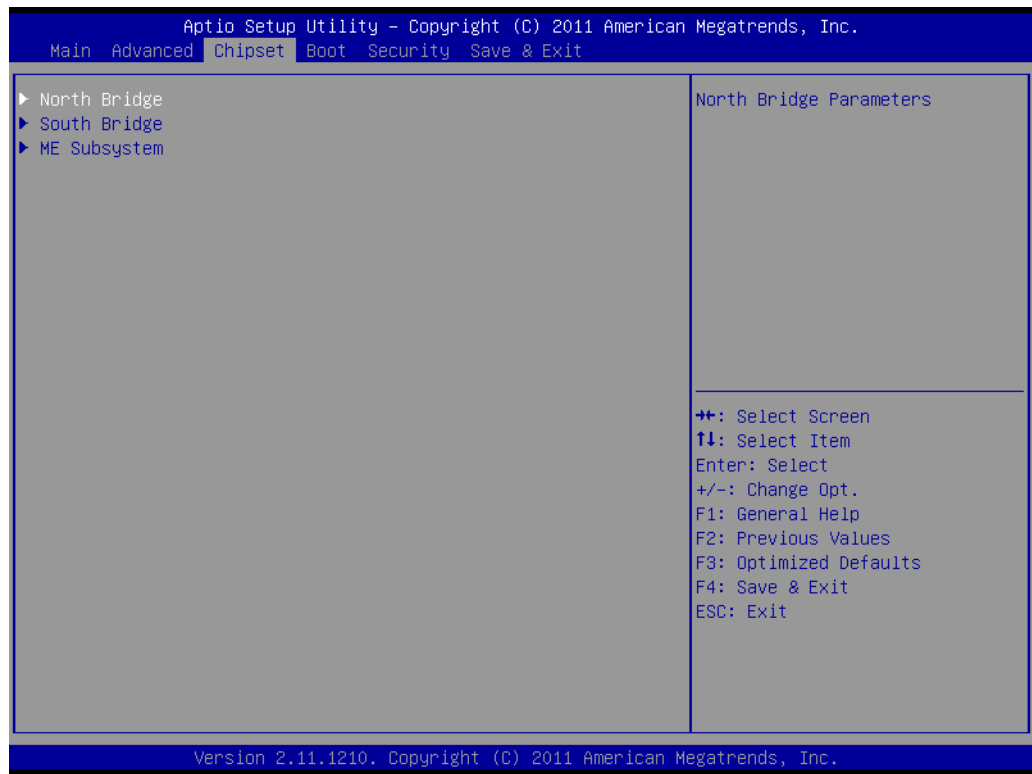 Aptio Setup Utility – Copyright (C) 2011 American Megatrends, Inc.
Main Advanced Chipset Boot Security Save & Exit
▶ North Bridge
▶ South Bridge
▶ ME Subsystem
North Bridge Parameters
→←: Select Screen
↑↓: Select Item
Enter: Select
+/-: Change Opt.
F1: General Help
F2: Previous Values
F3: Optimized Defaults
F4: Save & Exit
ESC: Exit
Version 2.11.1210. Copyright (C) 2011 American Megatrends, Inc.